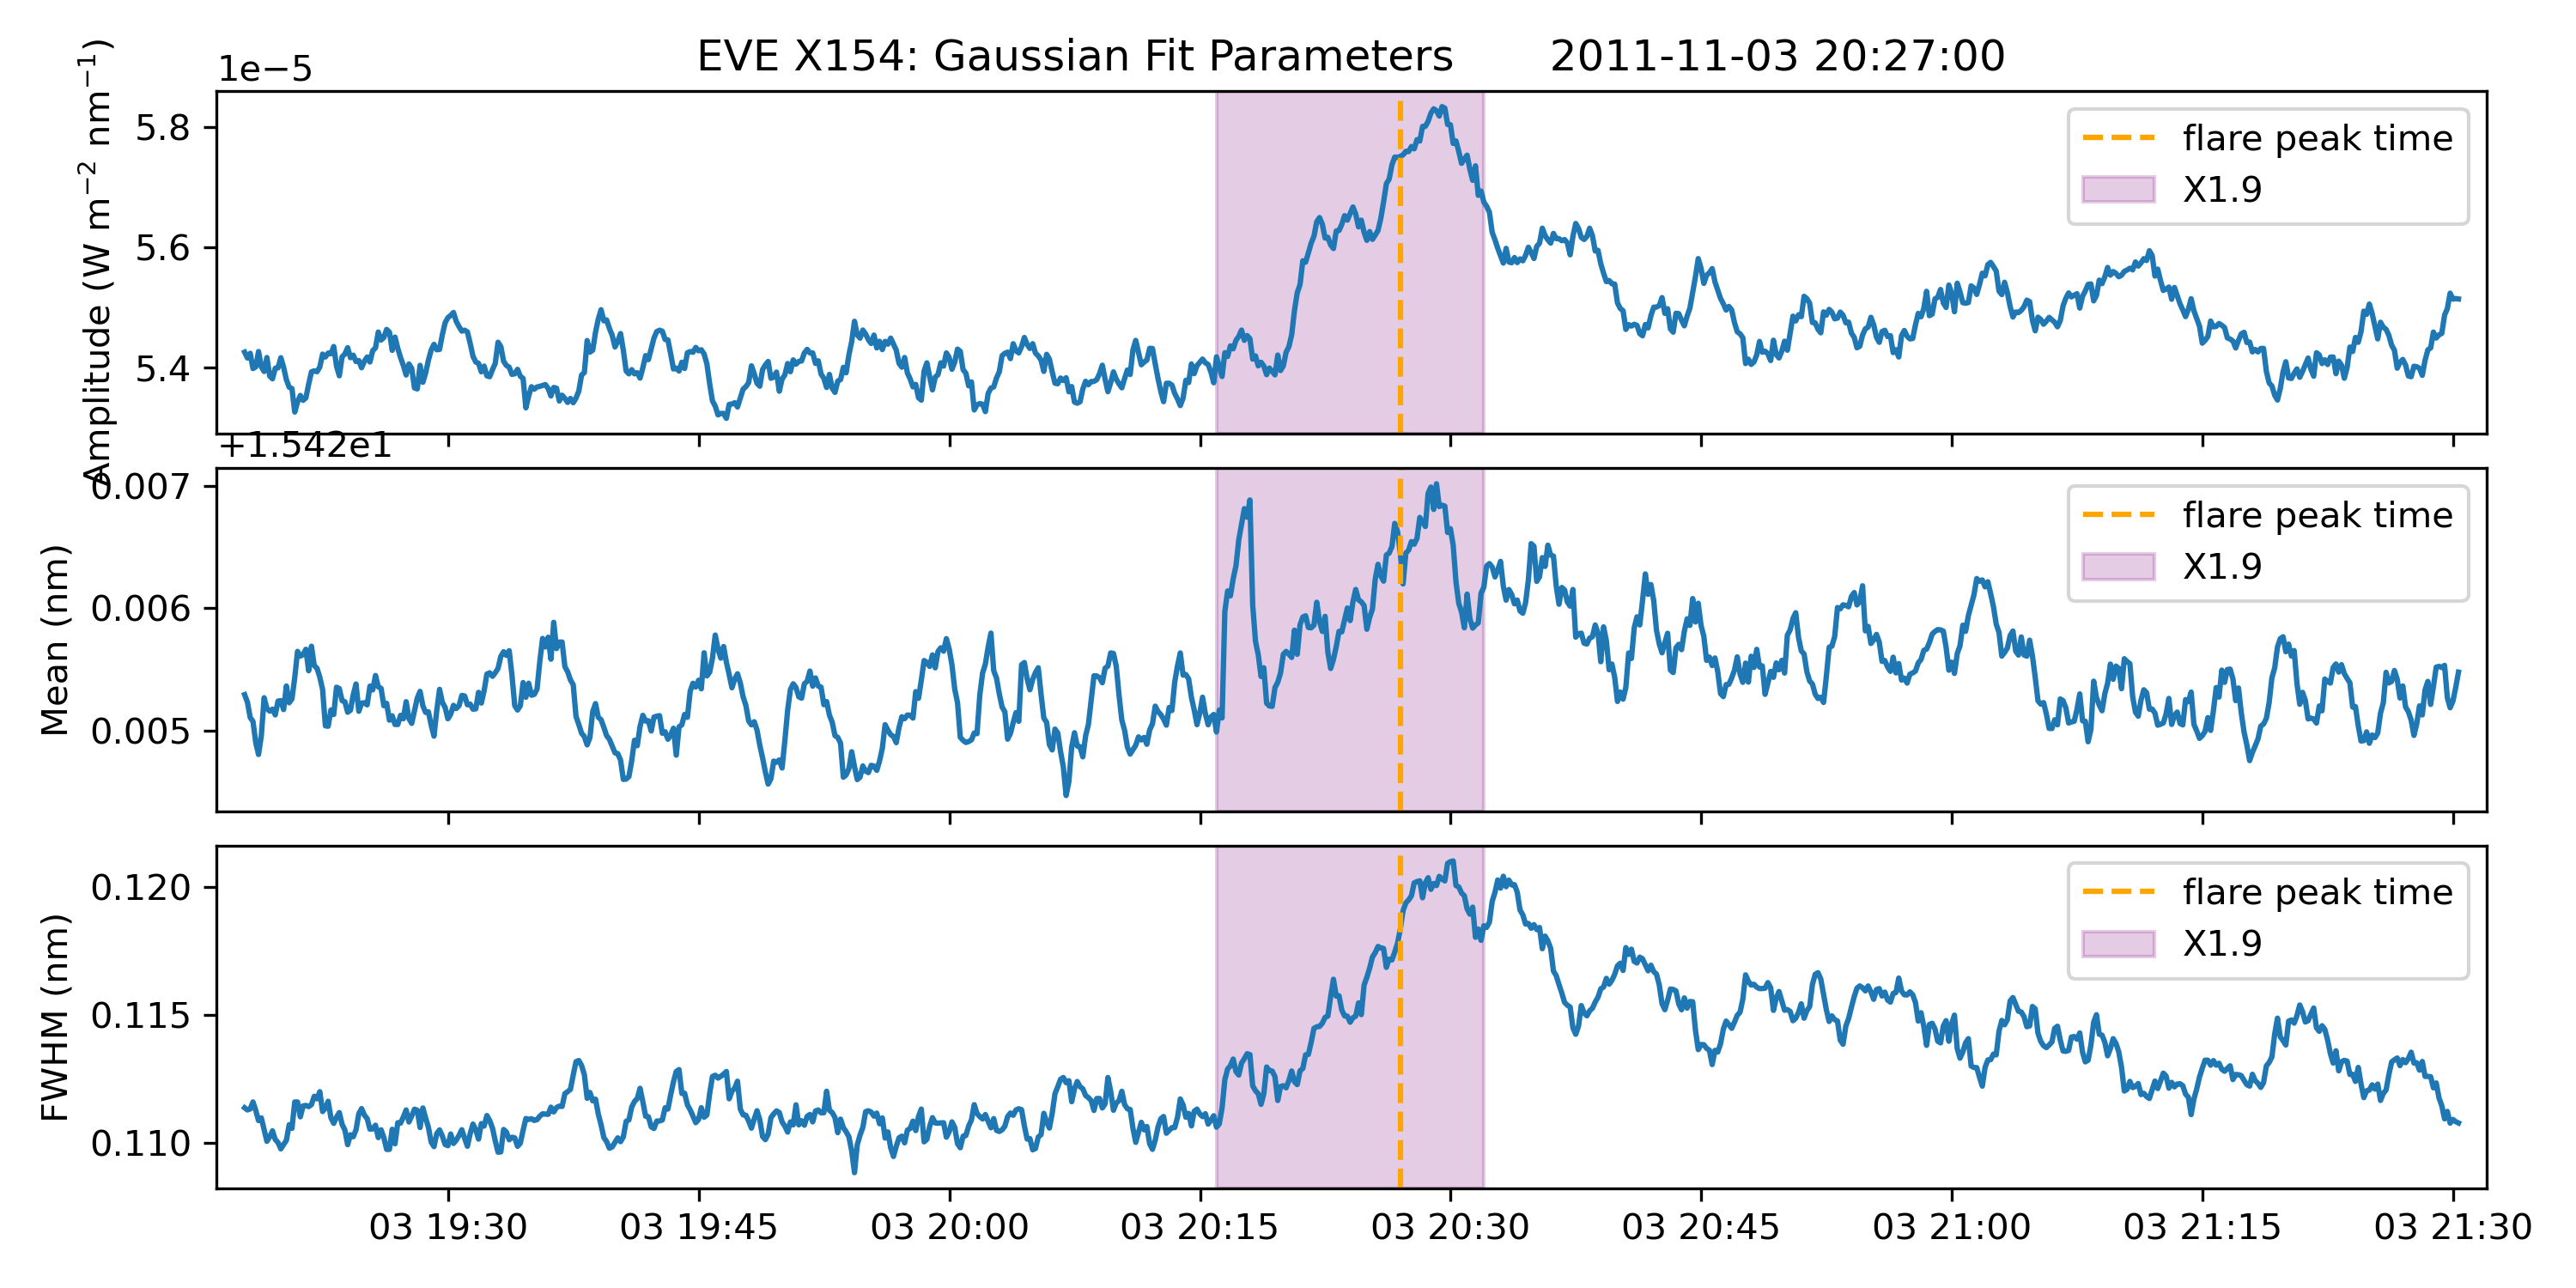 EVE X154: Gaussian Fit Parameters 2011-11-03 20:27:00
1e−5
Amplitude (W m⁻² nm⁻¹)
5.8
5.6
5.4
flare peak time
X1.9
+1.542e1
Mean (nm)
0.007
0.006
0.005
flare peak time
X1.9
FWHM (nm)
0.120
0.115
0.110
flare peak time
X1.9
03 19:30 03 19:45 03 20:00 03 20:15 03 20:30 03 20:45 03 21:00 03 21:15 03 21:30